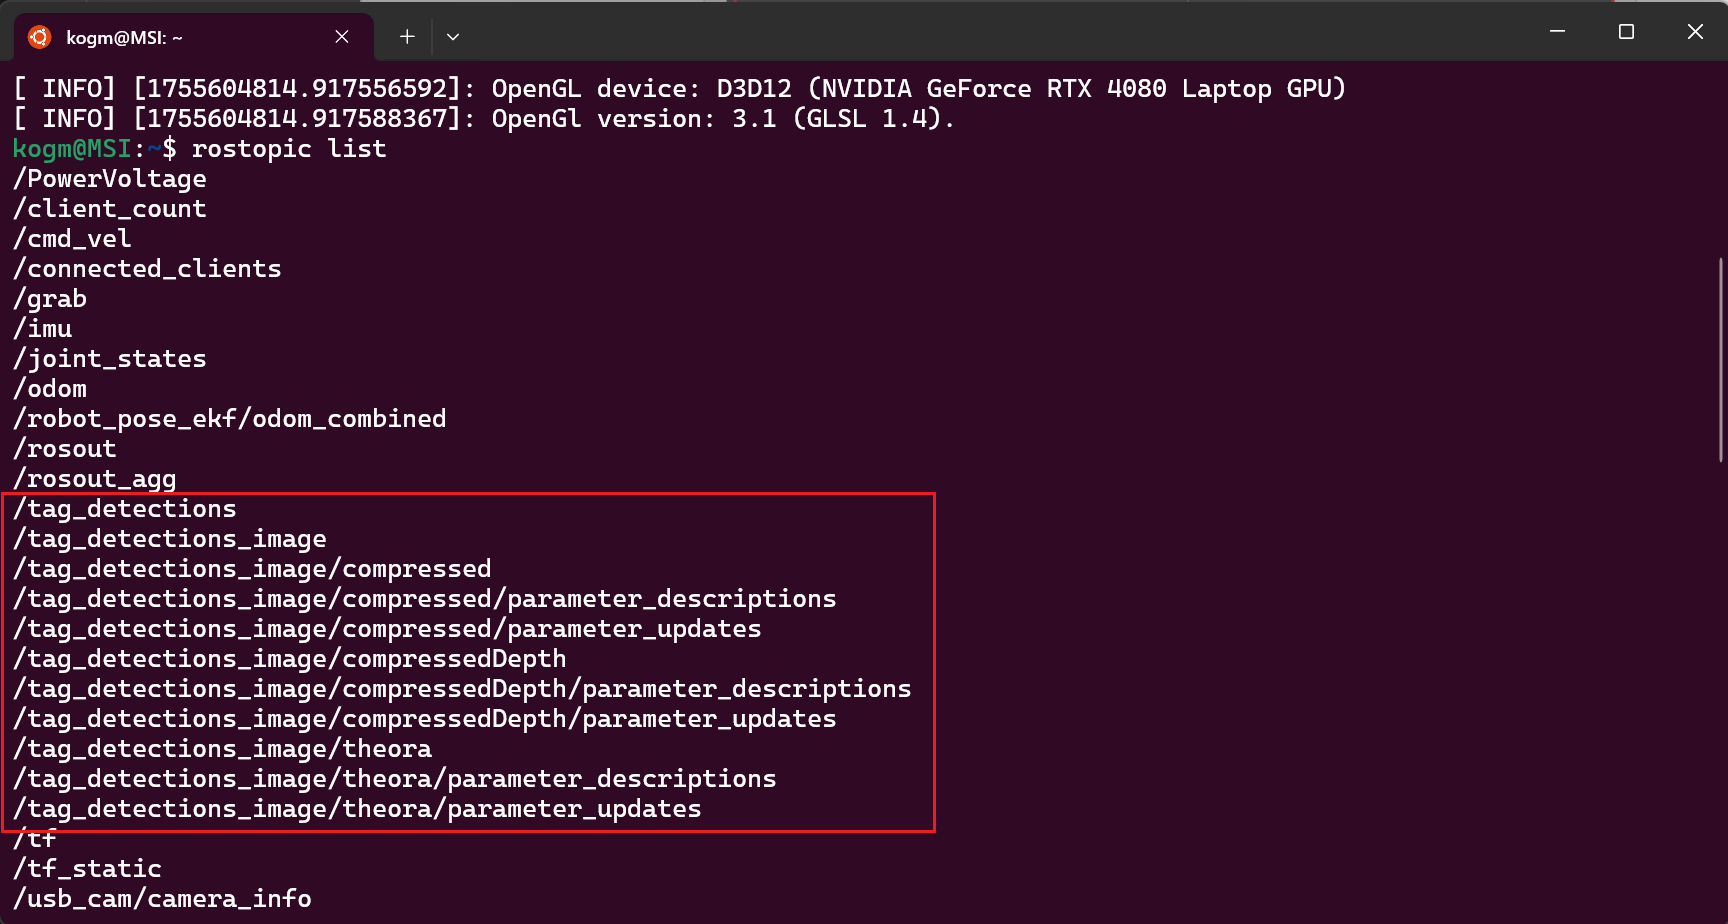 kogm@MSI: ~
[ INFO] [1755604814.917556592]: OpenGL device: D3D12 (NVIDIA GeForce RTX 4080 Laptop GPU)
[ INFO] [1755604814.917588367]: OpenGl version: 3.1 (GLSL 1.4).
kogm@MSI:~$ rostopic list
/PowerVoltage
/client_count
/cmd_vel
/connected_clients
/grab
/imu
/joint_states
/odom
/robot_pose_ekf/odom_combined
/rosout
/rosout_agg
/tag_detections
/tag_detections_image
/tag_detections_image/compressed
/tag_detections_image/compressed/parameter_descriptions
/tag_detections_image/compressed/parameter_updates
/tag_detections_image/compressedDepth
/tag_detections_image/compressedDepth/parameter_descriptions
/tag_detections_image/compressedDepth/parameter_updates
/tag_detections_image/theora
/tag_detections_image/theora/parameter_descriptions
/tag_detections_image/theora/parameter_updates
/tf
/tf_static
/usb_cam/camera_info